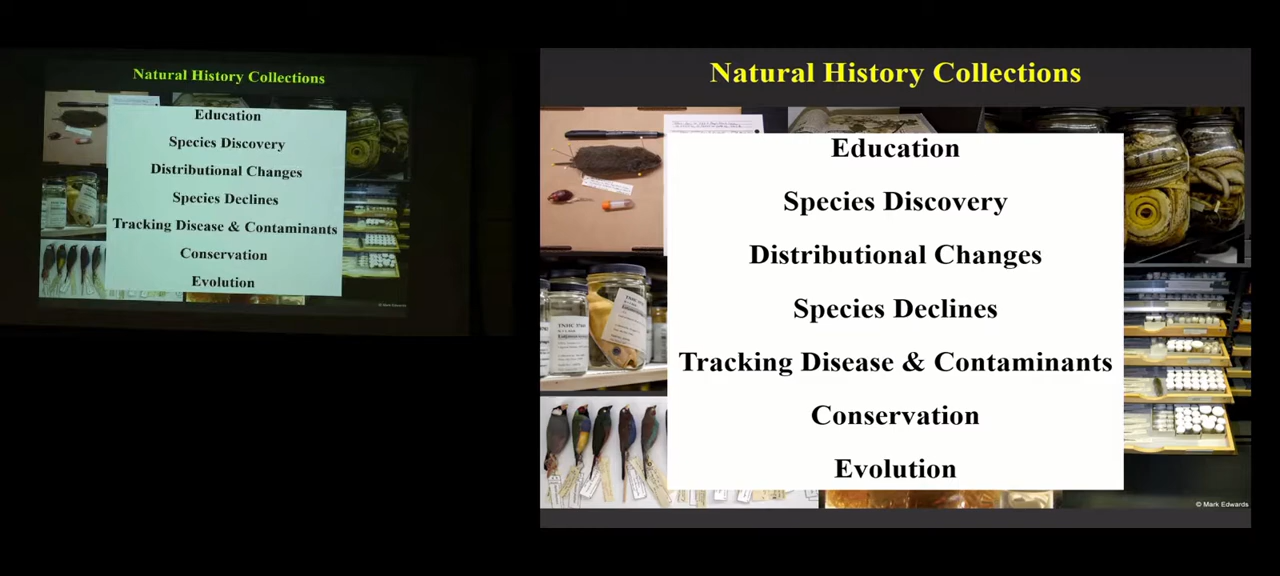 Natural History Collections
Education
Species Discovery
Distributional Changes
Species Declines
Tracking Disease & Contaminants
Conservation
Evolution
© Mark Edwards
Natural History Collections
Education
Species Discovery
Distributional Changes
Species Declines
Tracking Disease & Contaminants
Conservation
Evolution
TNHC
© Mark Edwards